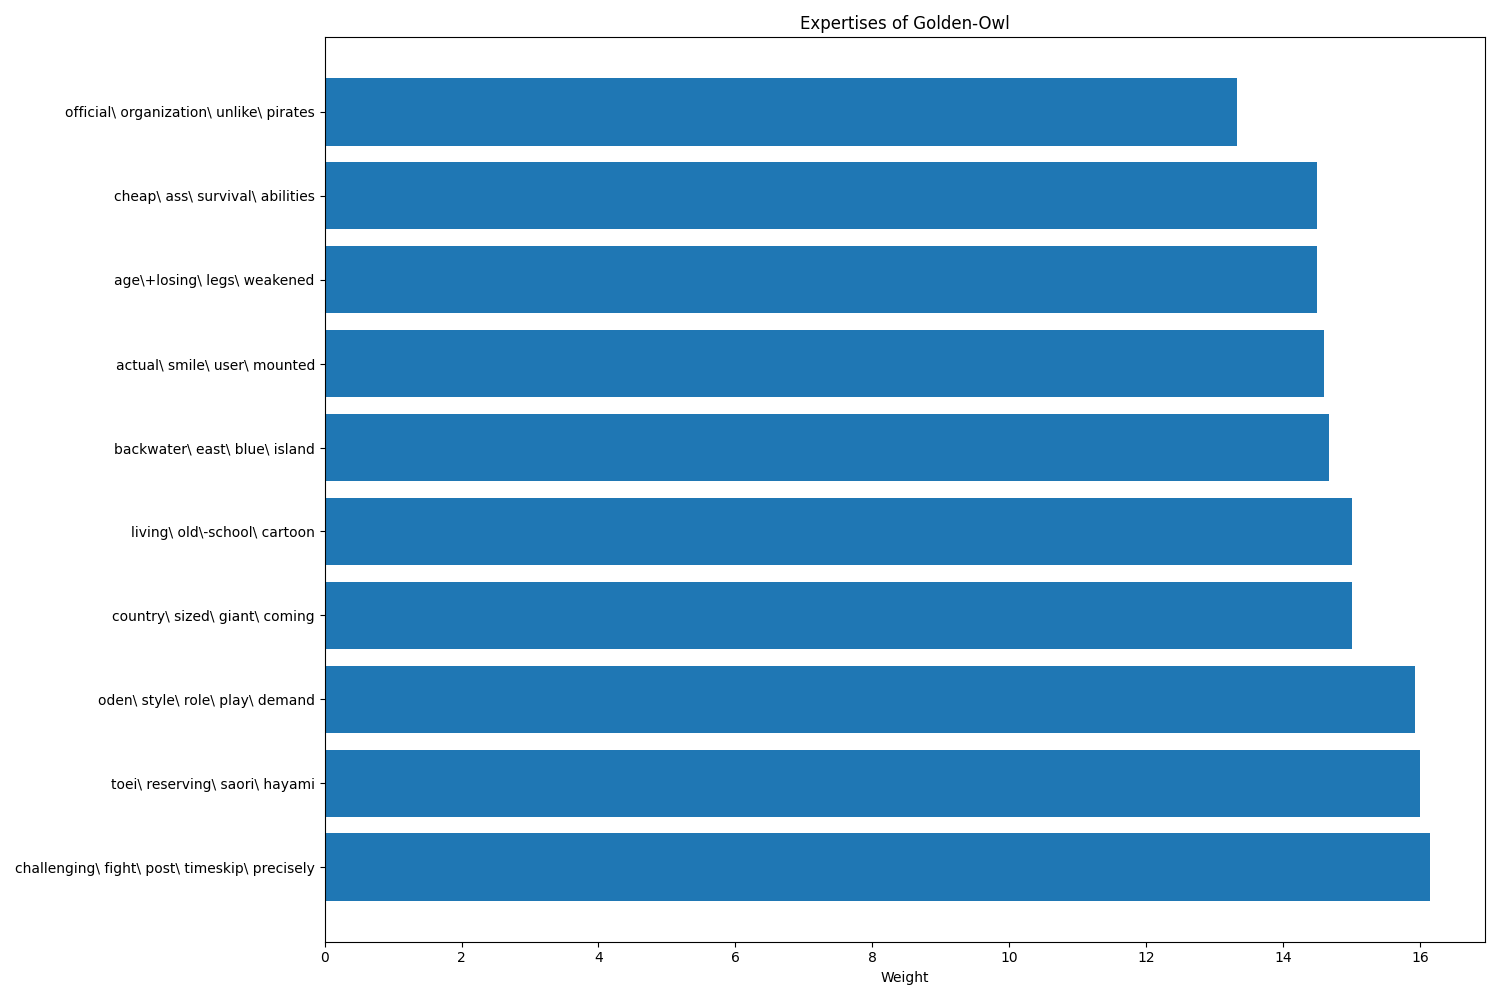 Expertises of Golden-Owl
official\ organization\ unlike\ pirates
cheap\ ass\ survival\ abilities
age\+losing\ legs\ weakened
actual\ smile\ user\ mounted
backwater\ east\ blue\ island
living\ old\-school\ cartoon
country\ sized\ giant\ coming
oden\ style\ role\ play\ demand
toei\ reserving\ saori\ hayami
challenging\ fight\ post\ timeskip\ precisely
0 2 4 6 8 10 12 14 16
Weight